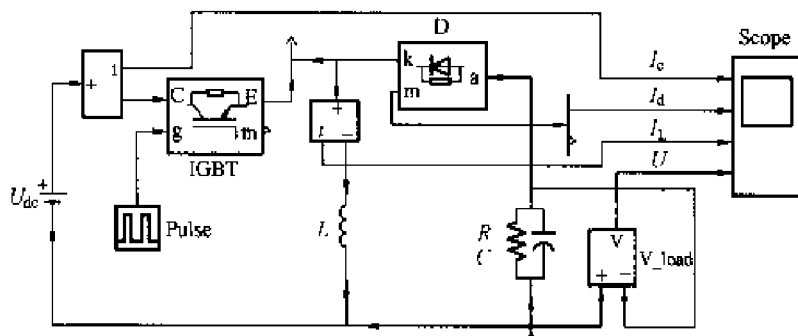 D
Scope
+ 1
k
I_c
C E
m a
I_d
g m
+
I_L
IGBT
i -
U
U_dc +
Pulse
L
R
C
V
V_load
+ -